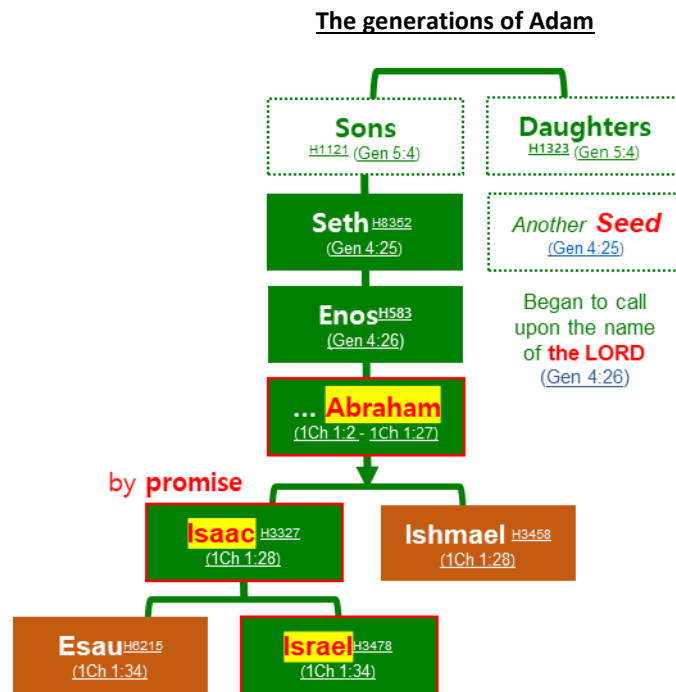 The generations of Adam
Sons
H1121 (Gen 5:4)
Daughters
H1323 (Gen 5:4)
Seth H8352
(Gen 4:25)
Another Seed
(Gen 4:25)
Enos H583
(Gen 4:26)
Began to call
upon the name
of the LORD
(Gen 4:26)
... Abraham
(1Ch 1:2 - 1Ch 1:27)
by promise
Isaac H3327
(1Ch 1:28)
Ishmael H3458
(1Ch 1:28)
Esau H6215
(1Ch 1:34)
Israel H3478
(1Ch 1:34)